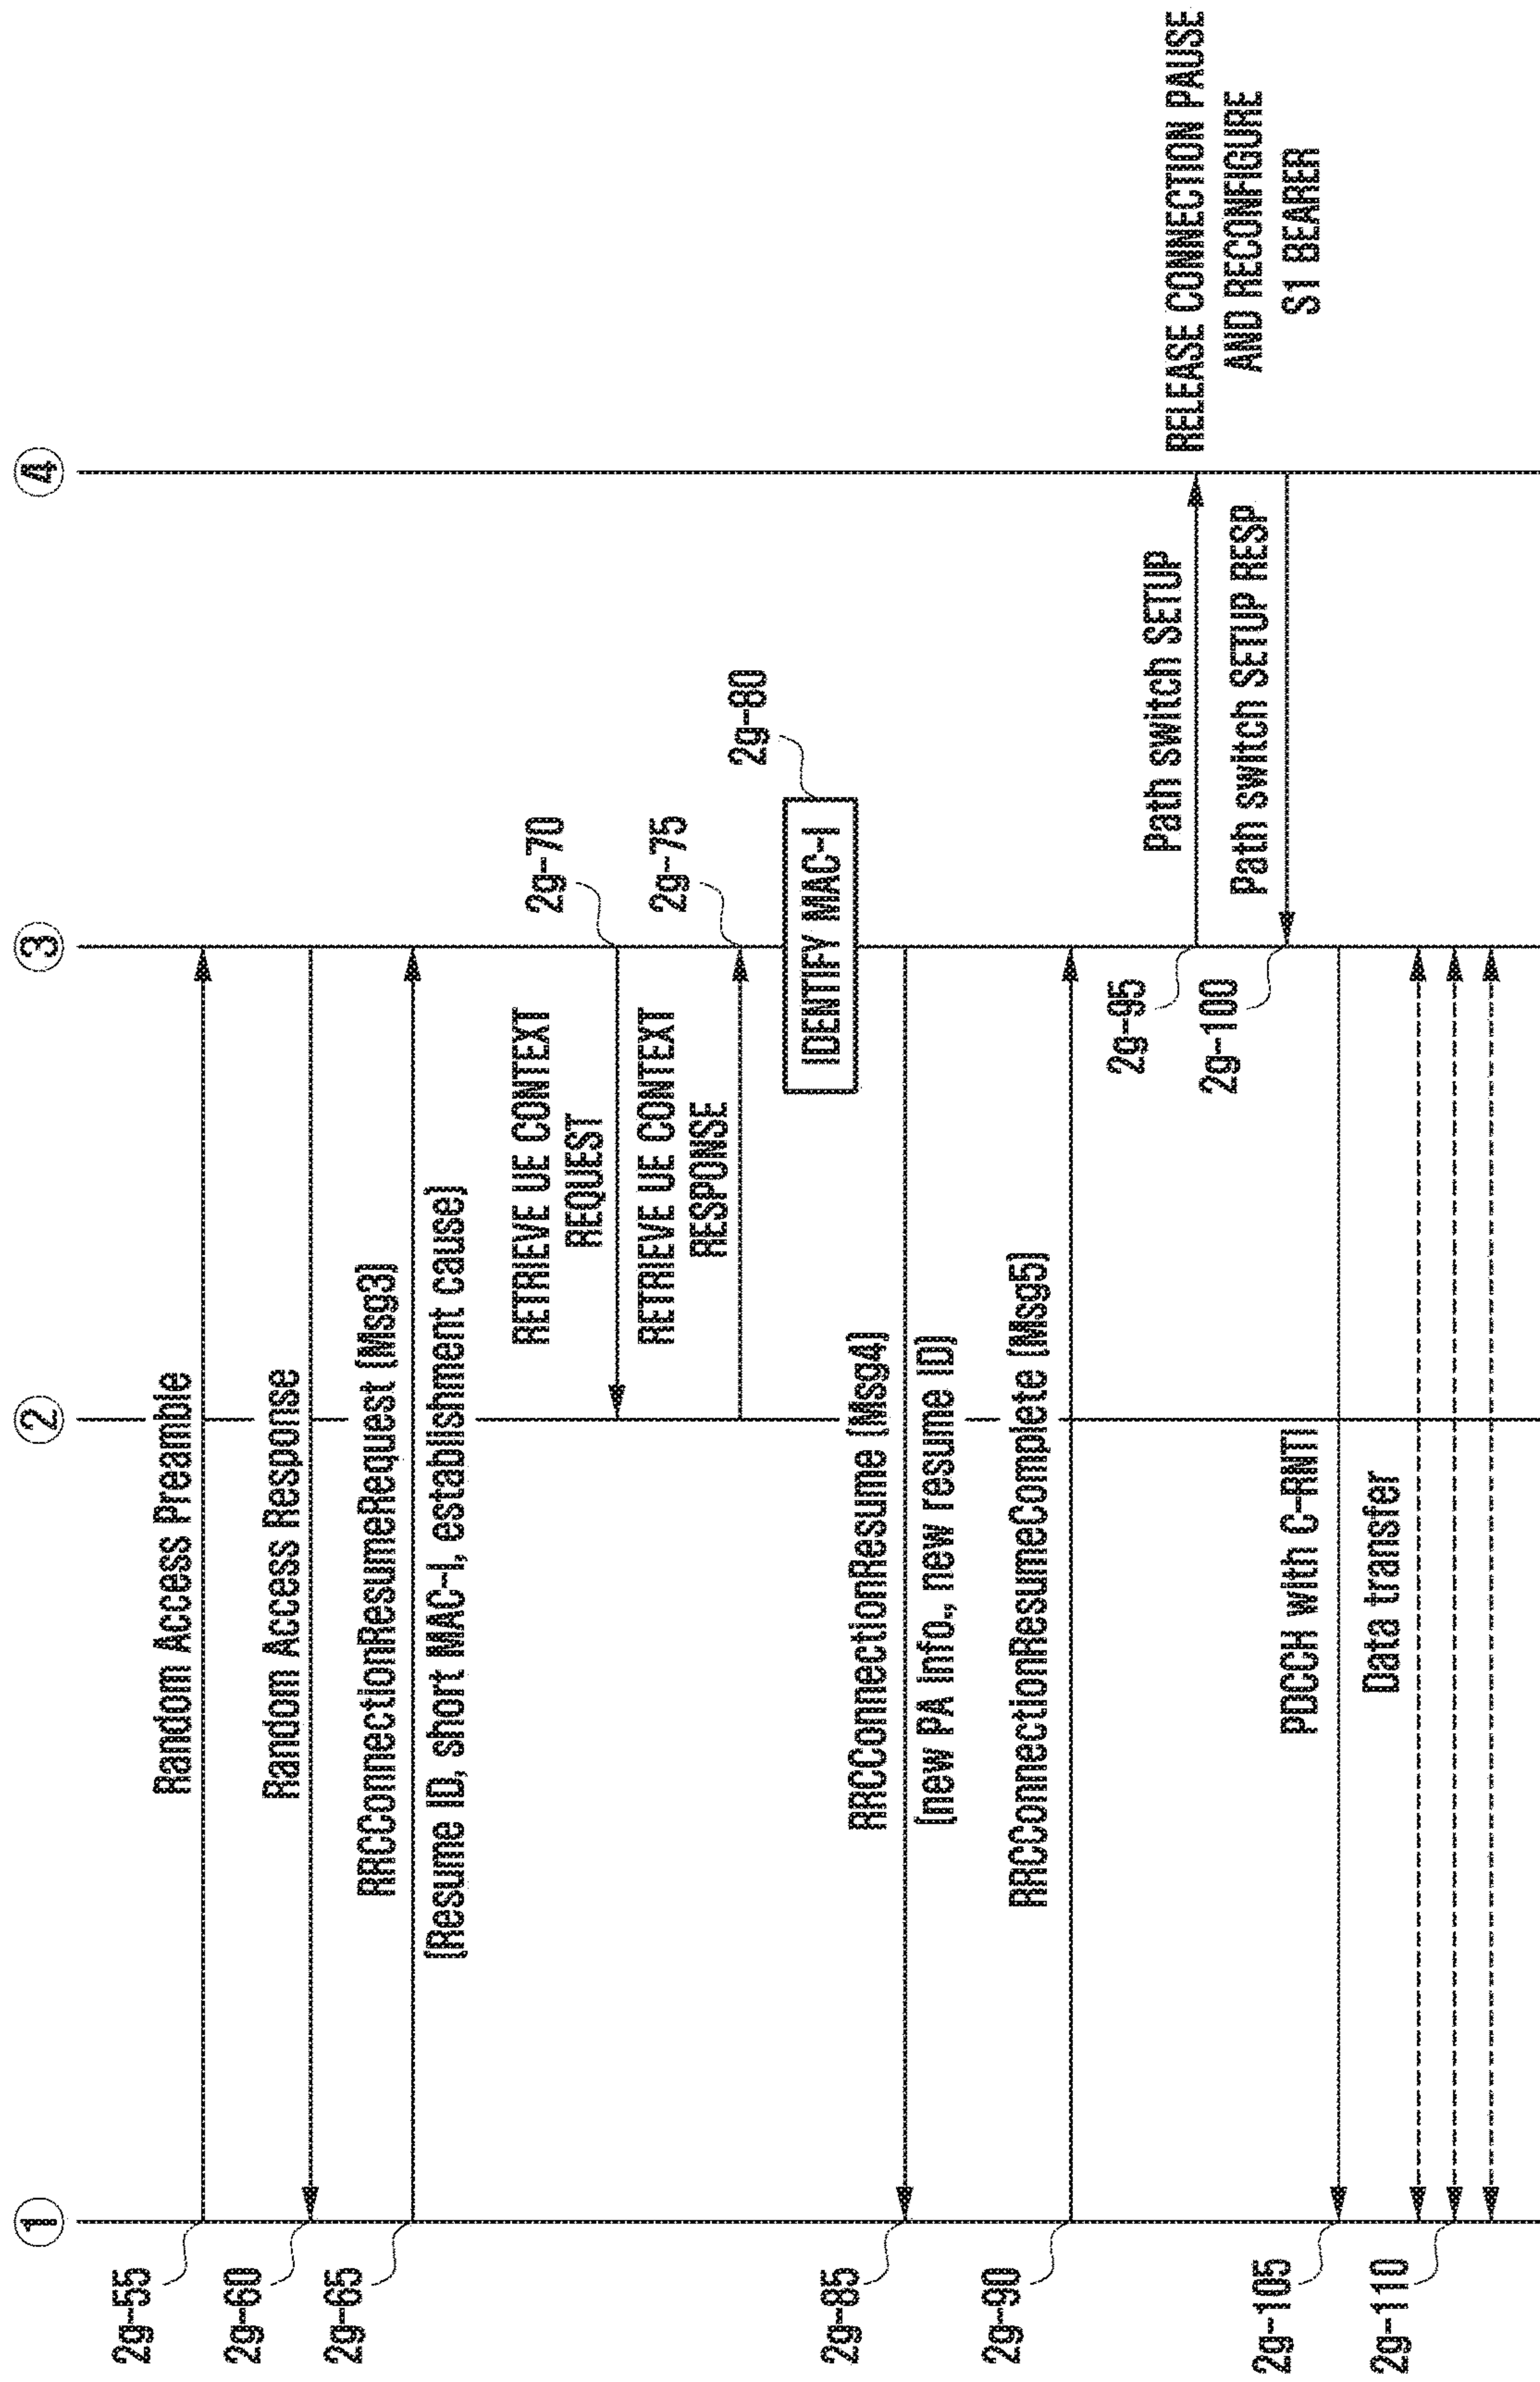 ①
②
③
④
2g-55
Random Access Preamble
2g-60
Random Access Response
2g-65
RRCConnectionResumeRequest (Msg3)
(Resume ID, short MAC-I, establishment cause)
2g-70
RETRIEVE UE CONTEXT
REQUEST
2g-75
RETRIEVE UE CONTEXT
RESPONSE
2g-80
IDENTIFY MAC-I
2g-85
RRCConnectionResume (Msg4)
(new PA info., new resume ID)
2g-90
RRCConnectionResumeComplete (Msg5)
2g-95
Path switch SETUP
RELEASE CONNECTION PAUSE
AND RECONFIGURE
S1 BEARER
2g-100
Path switch SETUP RESP
2g-105
PDCCH with C-RNTI
2g-110
Data transfer